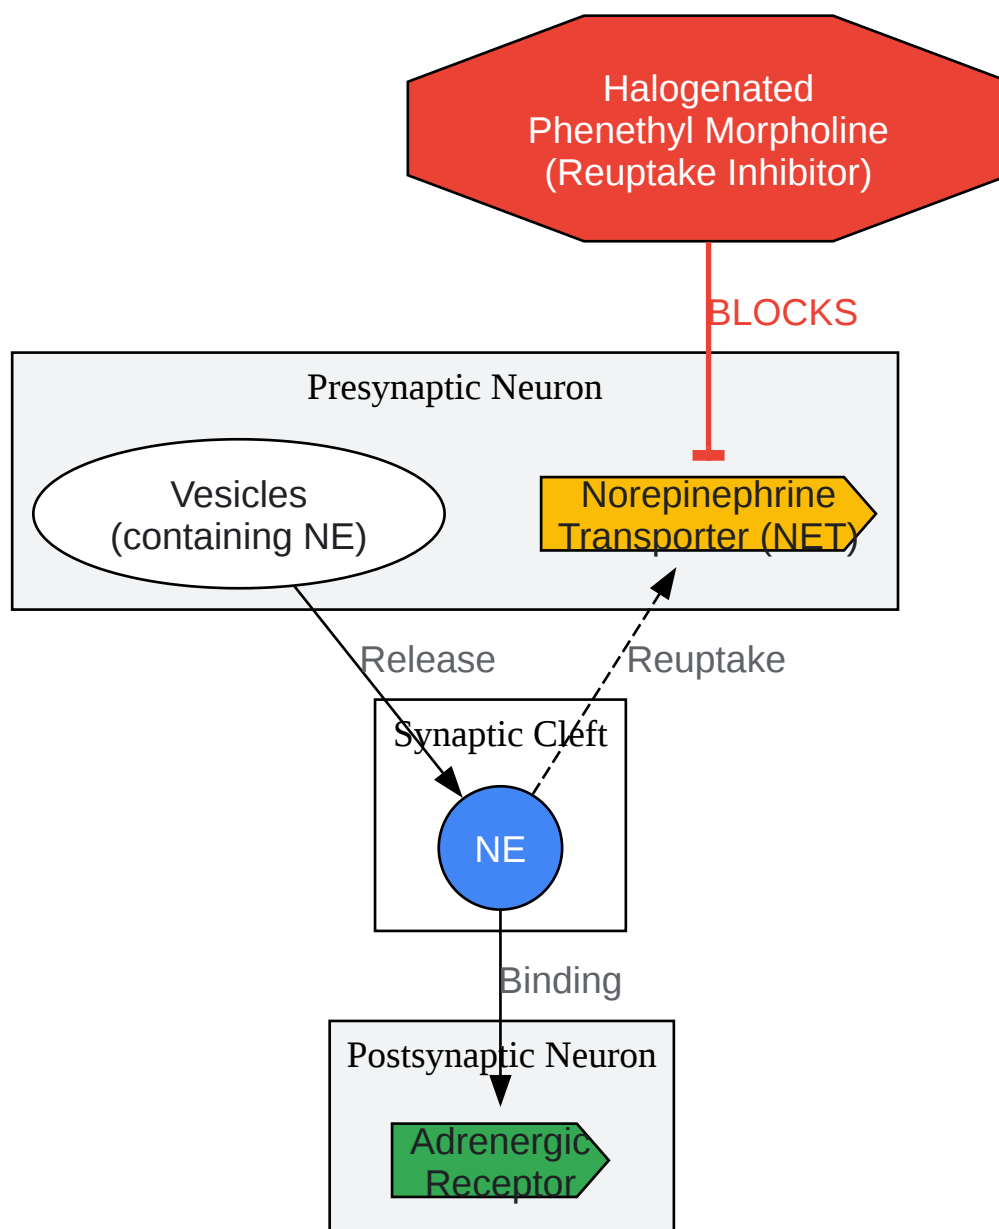 Halogenated
Phenethyl Morpholine
(Reuptake Inhibitor)
BLOCKS
Presynaptic Neuron
Vesicles
(containing NE)
Norepinephrine
Transporter (NET)
Release
Reuptake
Synaptic Cleft
NE
Binding
Postsynaptic Neuron
Adrenergic
Receptor